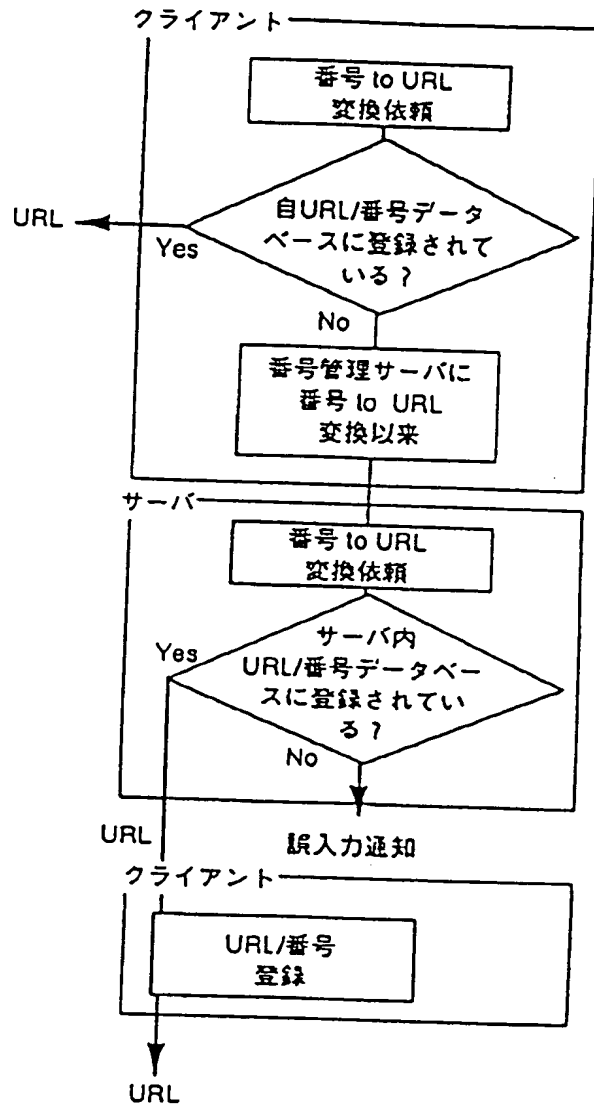 クライアント
番号 to URL
変換依頼
自URL/番号データ
ベースに登録されて
いる？
URL
Yes
No
番号管理サーバに
番号 to URL
変換以来
サーバ
番号 to URL
変換依頼
サーバ内
URL/番号データベー
スに登録されてい
る？
Yes
No
URL
誤入力通知
クライアント
URL/番号
登録
URL